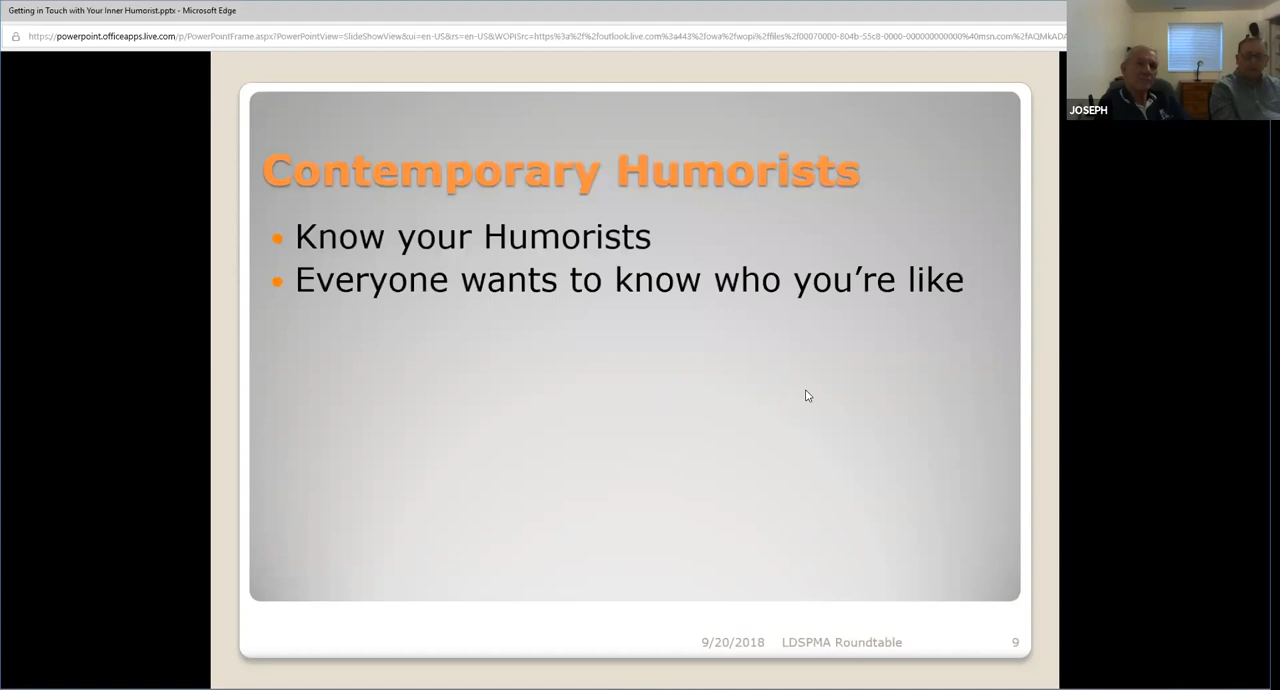 Getting in Touch with Your Inner Humorist.pptx - Microsoft Edge
https://powerpoint.officeapps.live.com/p/PowerPointFrame.aspx?PowerPointView=SlideShowView&ui=en-US&rs=en-US&WOPISrc=https%3a%2f%2foutlook.live.com%3a443%2fowa%2fwopi%2ffiles%2f00070000-804b-55c8-0000-000000000000%40msn.com%2fAQMkADA
JOSEPH
Contemporary Humorists
• Know your Humorists
• Everyone wants to know who you’re like
9/20/2018 LDSPMA Roundtable 9